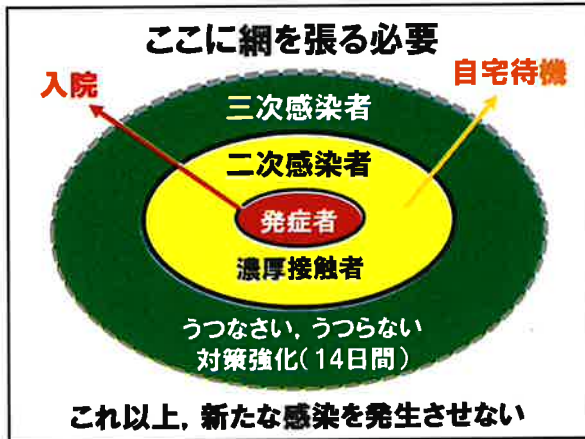 ここに網を張る必要
入院
自宅待機
三次感染者
二次感染者
発症者
濃厚接触者
うつなさい，うつらない
対策強化(14日間)
これ以上，新たな感染を発生させない